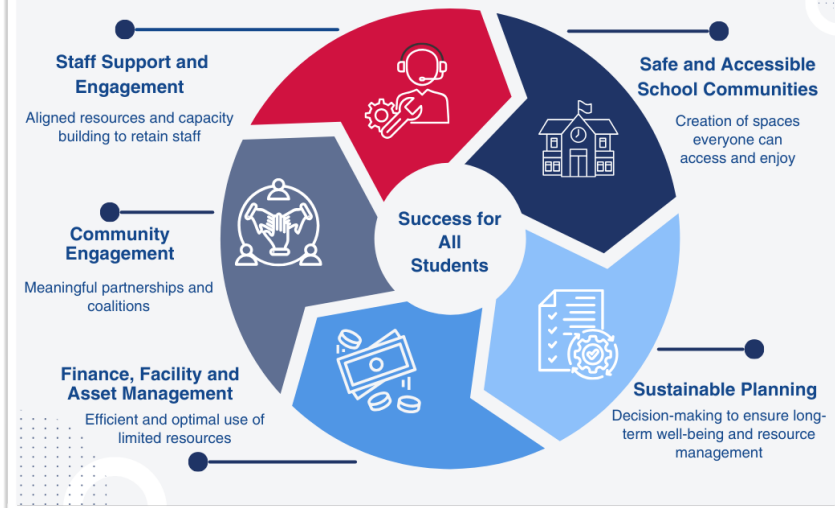 Staff Support and
Engagement
Aligned resources and capacity
building to retain staff
Safe and Accessible
School Communities
Creation of spaces
everyone can
access and enjoy
Success for
All
Students
Community
Engagement
Meaningful partnerships and
coalitions
Finance, Facility and
Asset Management
Efficient and optimal use of
limited resources
Sustainable Planning
Decision-making to ensure long-
term well-being and resource
management